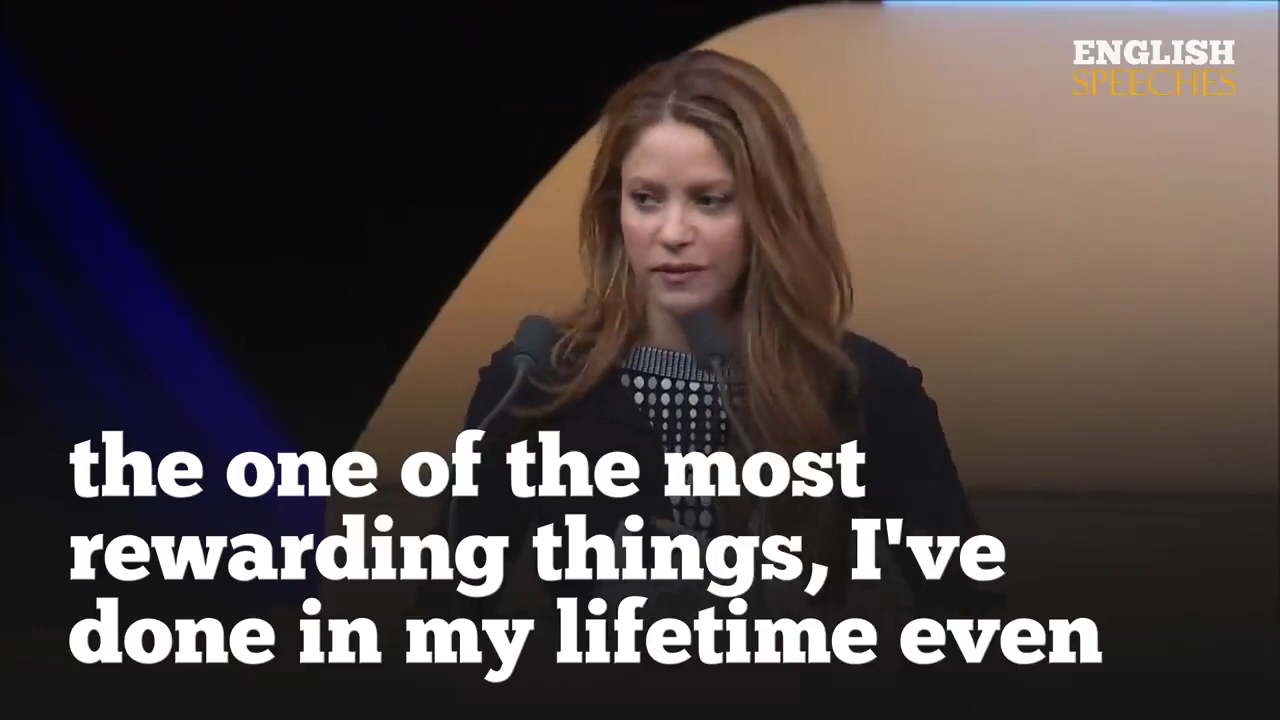 ENGLISH
SPEECHES
the one of the most
rewarding things, I've
done in my lifetime even